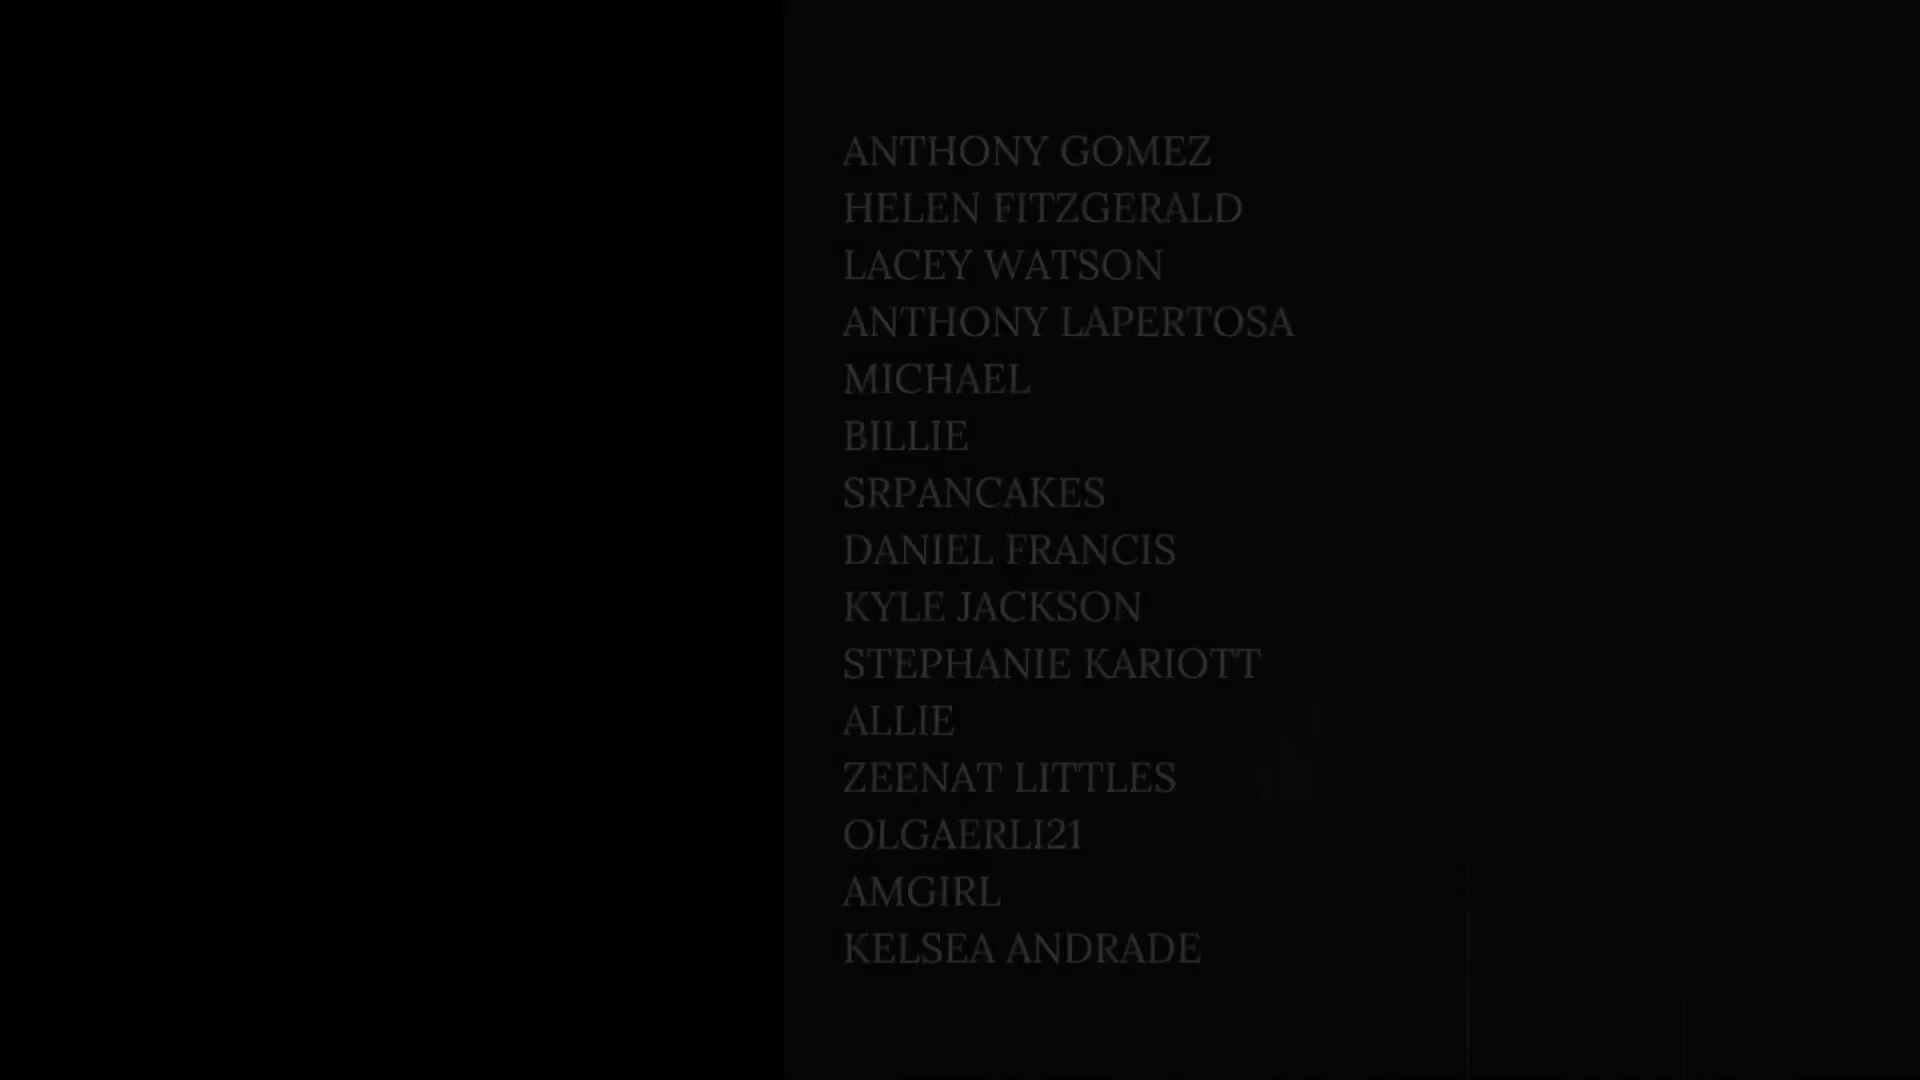 ANTHONY GOMEZ
HELEN FITZGERALD
LACEY WATSON
ANTHONY LAPERTOSA
MICHAEL
BILLIE
SRPANCAKES
DANIEL FRANCIS
KYLE JACKSON
STEPHANIE KARIOTT
ALLIE
ZEENAT LITTLES
OLGAERLI21
AMGIRL
KELSEA ANDRADE